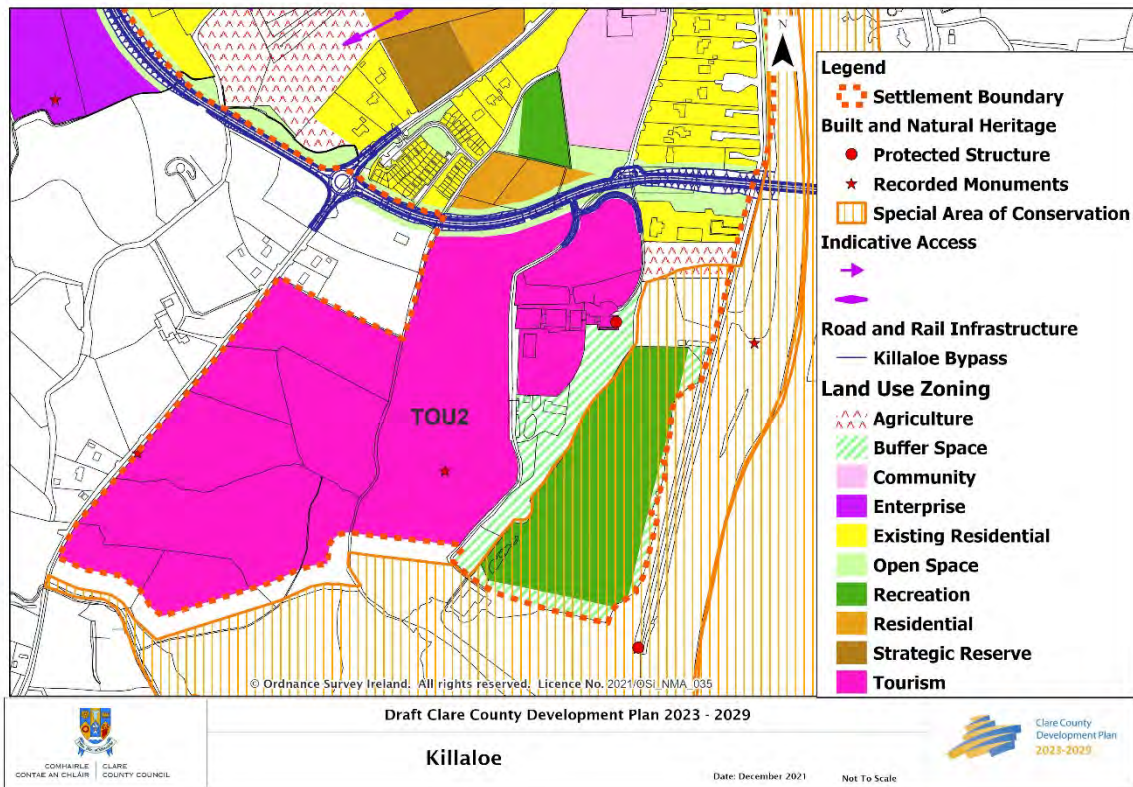 N
Legend
Settlement Boundary
Built and Natural Heritage
Protected Structure
Recorded Monuments
Special Area of Conservation
Indicative Access
Road and Rail Infrastructure
Killaloe Bypass
Land Use Zoning
Agriculture
Buffer Space
Community
Enterprise
Existing Residential
Open Space
Recreation
Residential
Strategic Reserve
Tourism
TOU2
© Ordnance Survey Ireland. All rights reserved. Licence No. 2021/OSi_NMA_035
Draft Clare County Development Plan 2023 - 2029
Killaloe
Date: December 2021
Not To Scale
COMHAIRLE CLARE
CONTAE AN CHLÁIR COUNTY COUNCIL
Clare County
Development Plan
2023-2029